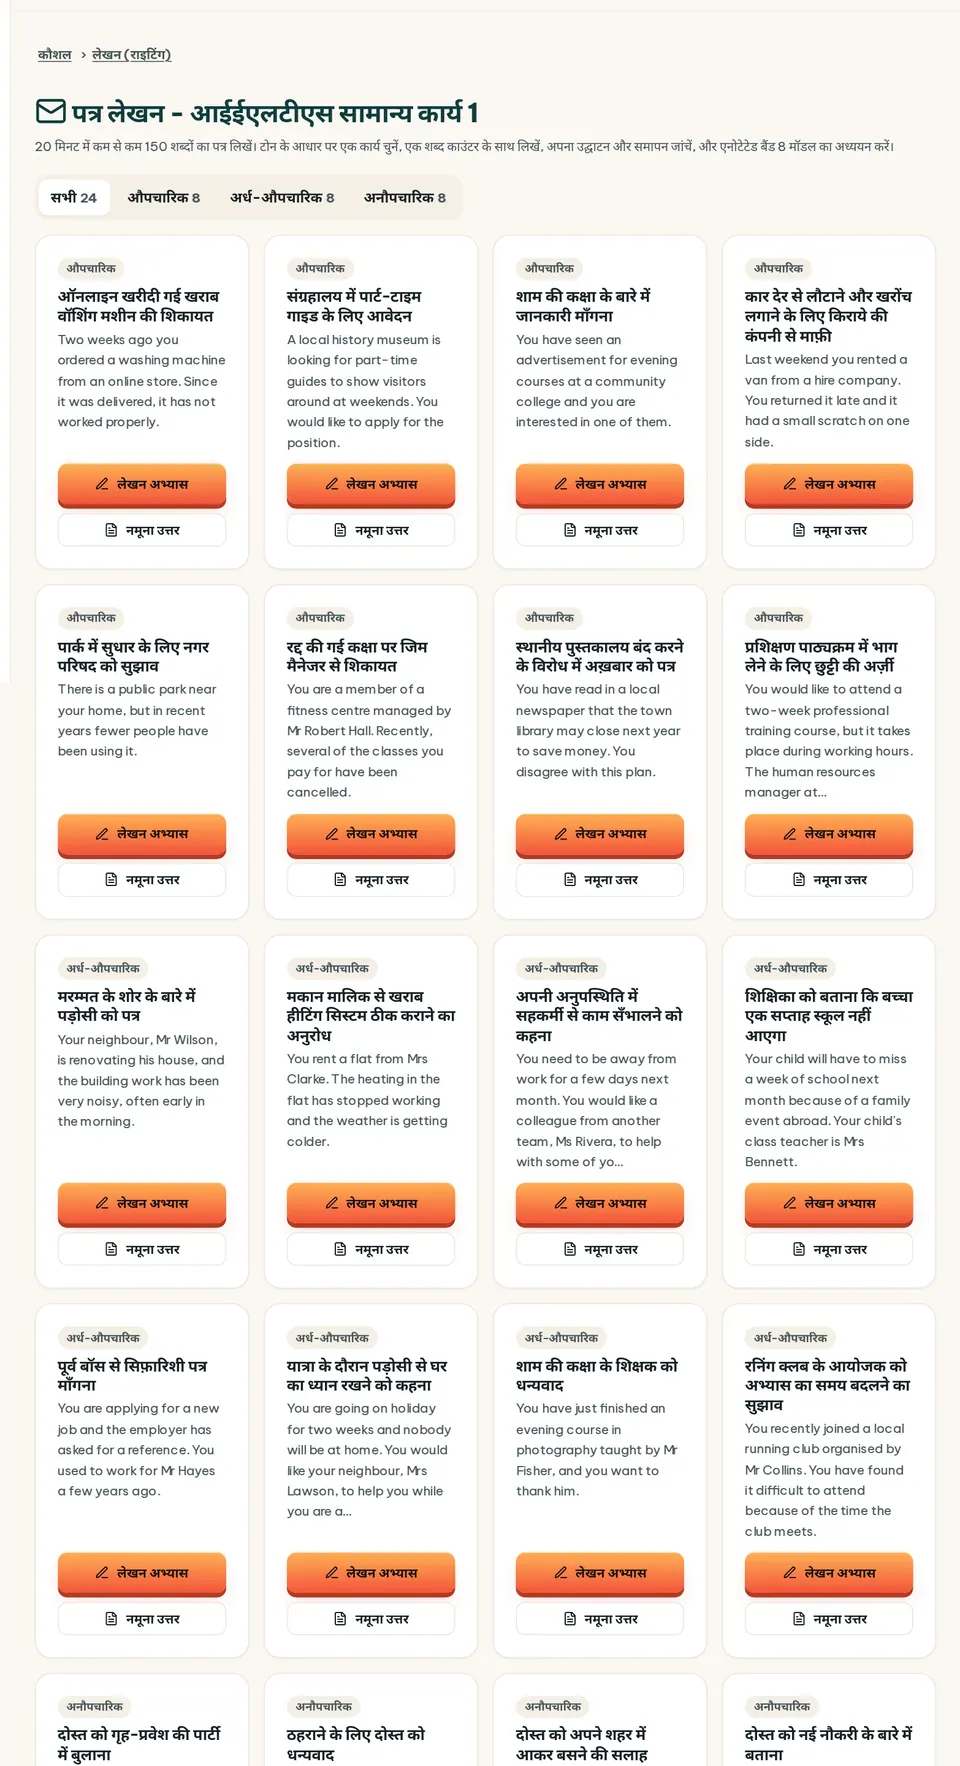 कौशल › लेखन (राइटिंग)
पत्र लेखन - आईईएलटीएस सामान्य कार्य 1
20 मिनट में कम से कम 150 शब्दों का पत्र लिखें। टोन के आधार पर एक कार्य चुनें, एक शब्द काउंटर के साथ लिखें, अपना उद्घाटन और समापन जांचें, और एनोटेटेड बैंड 8 मॉडल का अध्ययन करें।
सभी 24 औपचारिक 8 अर्ध-औपचारिक 8 अनौपचारिक 8
औपचारिक
ऑनलाइन खरीदी गई खराब
वॉशिंग मशीन की शिकायत
Two weeks ago you
ordered a washing machine
from an online store. Since
it was delivered, it has not
worked properly.
लेखन अभ्यास
नमूना उत्तर
औपचारिक
संग्रहालय में पार्ट-टाइम
गाइड के लिए आवेदन
A local history museum is
looking for part-time
guides to show visitors
around at weekends. You
would like to apply for the
position.
लेखन अभ्यास
नमूना उत्तर
औपचारिक
शाम की कक्षा के बारे में
जानकारी माँगना
You have seen an
advertisement for evening
courses at a community
college and you are
interested in one of them.
लेखन अभ्यास
नमूना उत्तर
औपचारिक
कार देर से लौटाने और खरोंच
लगाने के लिए किराये की
कंपनी से माफ़ी
Last weekend you rented a
van from a hire company.
You returned it late and it
had a small scratch on one
side.
लेखन अभ्यास
नमूना उत्तर
औपचारिक
पार्क में सुधार के लिए नगर
परिषद को सुझाव
There is a public park near
your home, but in recent
years fewer people have
been using it.
लेखन अभ्यास
नमूना उत्तर
औपचारिक
रद्द की गई कक्षा पर जिम
मैनेजर से शिकायत
You are a member of a
fitness centre managed by
Mr Robert Hall. Recently,
several of the classes you
pay for have been
cancelled.
लेखन अभ्यास
नमूना उत्तर
औपचारिक
स्थानीय पुस्तकालय बंद करने
के विरोध में अख़बार को पत्र
You have read in a local
newspaper that the town
library may close next year
to save money. You
disagree with this plan.
लेखन अभ्यास
नमूना उत्तर
औपचारिक
प्रशिक्षण पाठ्यक्रम में भाग
लेने के लिए छुट्टी की अर्ज़ी
You would like to attend a
two-week professional
training course, but it takes
place during working hours.
The human resources
manager at...
लेखन अभ्यास
नमूना उत्तर
अर्ध-औपचारिक
मरम्मत के शोर के बारे में
पड़ोसी को पत्र
Your neighbour, Mr Wilson,
is renovating his house, and
the building work has been
very noisy, often early in
the morning.
लेखन अभ्यास
नमूना उत्तर
अर्ध-औपचारिक
मकान मालिक से खराब
हीटिंग सिस्टम ठीक कराने का
अनुरोध
You rent a flat from Mrs
Clarke. The heating in the
flat has stopped working
and the weather is getting
colder.
लेखन अभ्यास
नमूना उत्तर
अर्ध-औपचारिक
अपनी अनुपस्थिति में
सहकर्मी से काम सँभालने को
कहना
You need to be away from
work for a few days next
month. You would like a
colleague from another
team, Ms Rivera, to help
with some of yo...
लेखन अभ्यास
नमूना उत्तर
अर्ध-औपचारिक
शिक्षिका को बताना कि बच्चा
एक सप्ताह स्कूल नहीं
आएगा
Your child will have to miss
a week of school next
month because of a family
event abroad. Your child's
class teacher is Mrs
Bennett.
लेखन अभ्यास
नमूना उत्तर
अर्ध-औपचारिक
पूर्व बॉस से सिफ़ारिशी पत्र
माँगना
You are applying for a new
job and the employer has
asked for a reference. You
used to work for Mr Hayes
a few years ago.
लेखन अभ्यास
नमूना उत्तर
अर्ध-औपचारिक
यात्रा के दौरान पड़ोसी से घर
का ध्यान रखने को कहना
You are going on holiday
for two weeks and nobody
will be at home. You would
like your neighbour, Mrs
Lawson, to help you while
you are a...
लेखन अभ्यास
नमूना उत्तर
अर्ध-औपचारिक
शाम की कक्षा के शिक्षक को
धन्यवाद
You have just finished an
evening course in
photography taught by Mr
Fisher, and you want to
thank him.
लेखन अभ्यास
नमूना उत्तर
अर्ध-औपचारिक
रनिंग क्लब के आयोजक को
अभ्यास का समय बदलने का
सुझाव
You recently joined a local
running club organised by
Mr Collins. You have found
it difficult to attend
because of the time the
club meets.
लेखन अभ्यास
नमूना उत्तर
अनौपचारिक
दोस्त को गृह-प्रवेश की पार्टी
में बुलाना
अनौपचारिक
ठहराने के लिए दोस्त को
धन्यवाद
अनौपचारिक
दोस्त को अपने शहर में
आकर बसने की सलाह
अनौपचारिक
दोस्त को नई नौकरी के बारे में
बताना